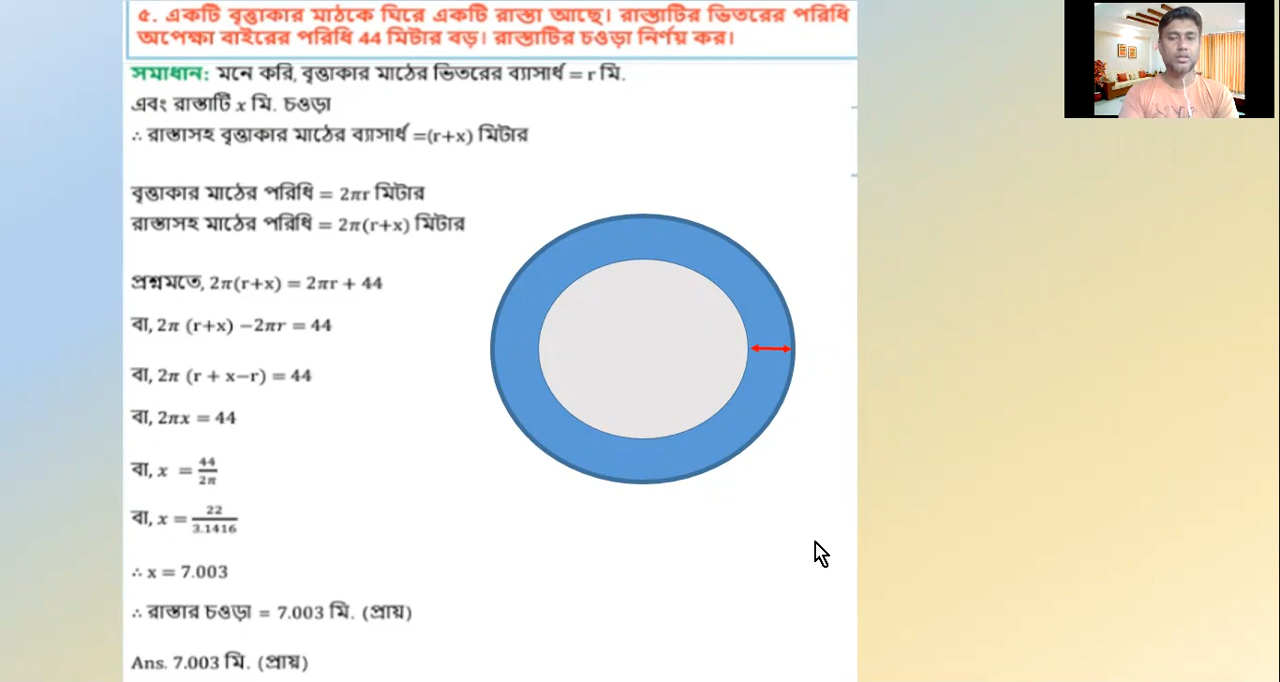 ৫. একটি বৃত্তাকার মাঠকে ঘিরে একটি রাস্তা আছে। রাস্তাটির ভিতরের পরিধি
অপেক্ষা বাইরের পরিধি 44 মিটার বড়। রাস্তাটির চওড়া নির্ণয় কর।
সমাধান: মনে করি, বৃত্তাকার মাঠের ভিতরের ব্যাসার্ধ = r মি.
এবং রাস্তাটি x মি. চওড়া
∴ রাস্তাসহ বৃত্তাকার মাঠের ব্যাসার্ধ =(r+x) মিটার
বৃত্তাকার মাঠের পরিধি = 2πr মিটার
রাস্তাসহ মাঠের পরিধি = 2π(r+x) মিটার
প্রশ্নমতে, 2π(r+x) = 2πr + 44
বা, 2π (r+x) −2πr = 44
বা, 2π (r + x−r) = 44
বা, 2πx = 44
বা, x = 44/2π
বা, x = 22/3.1416
∴ x = 7.003
∴ রাস্তার চওড়া = 7.003 মি. (প্রায়)
Ans. 7.003 মি. (প্রায়)